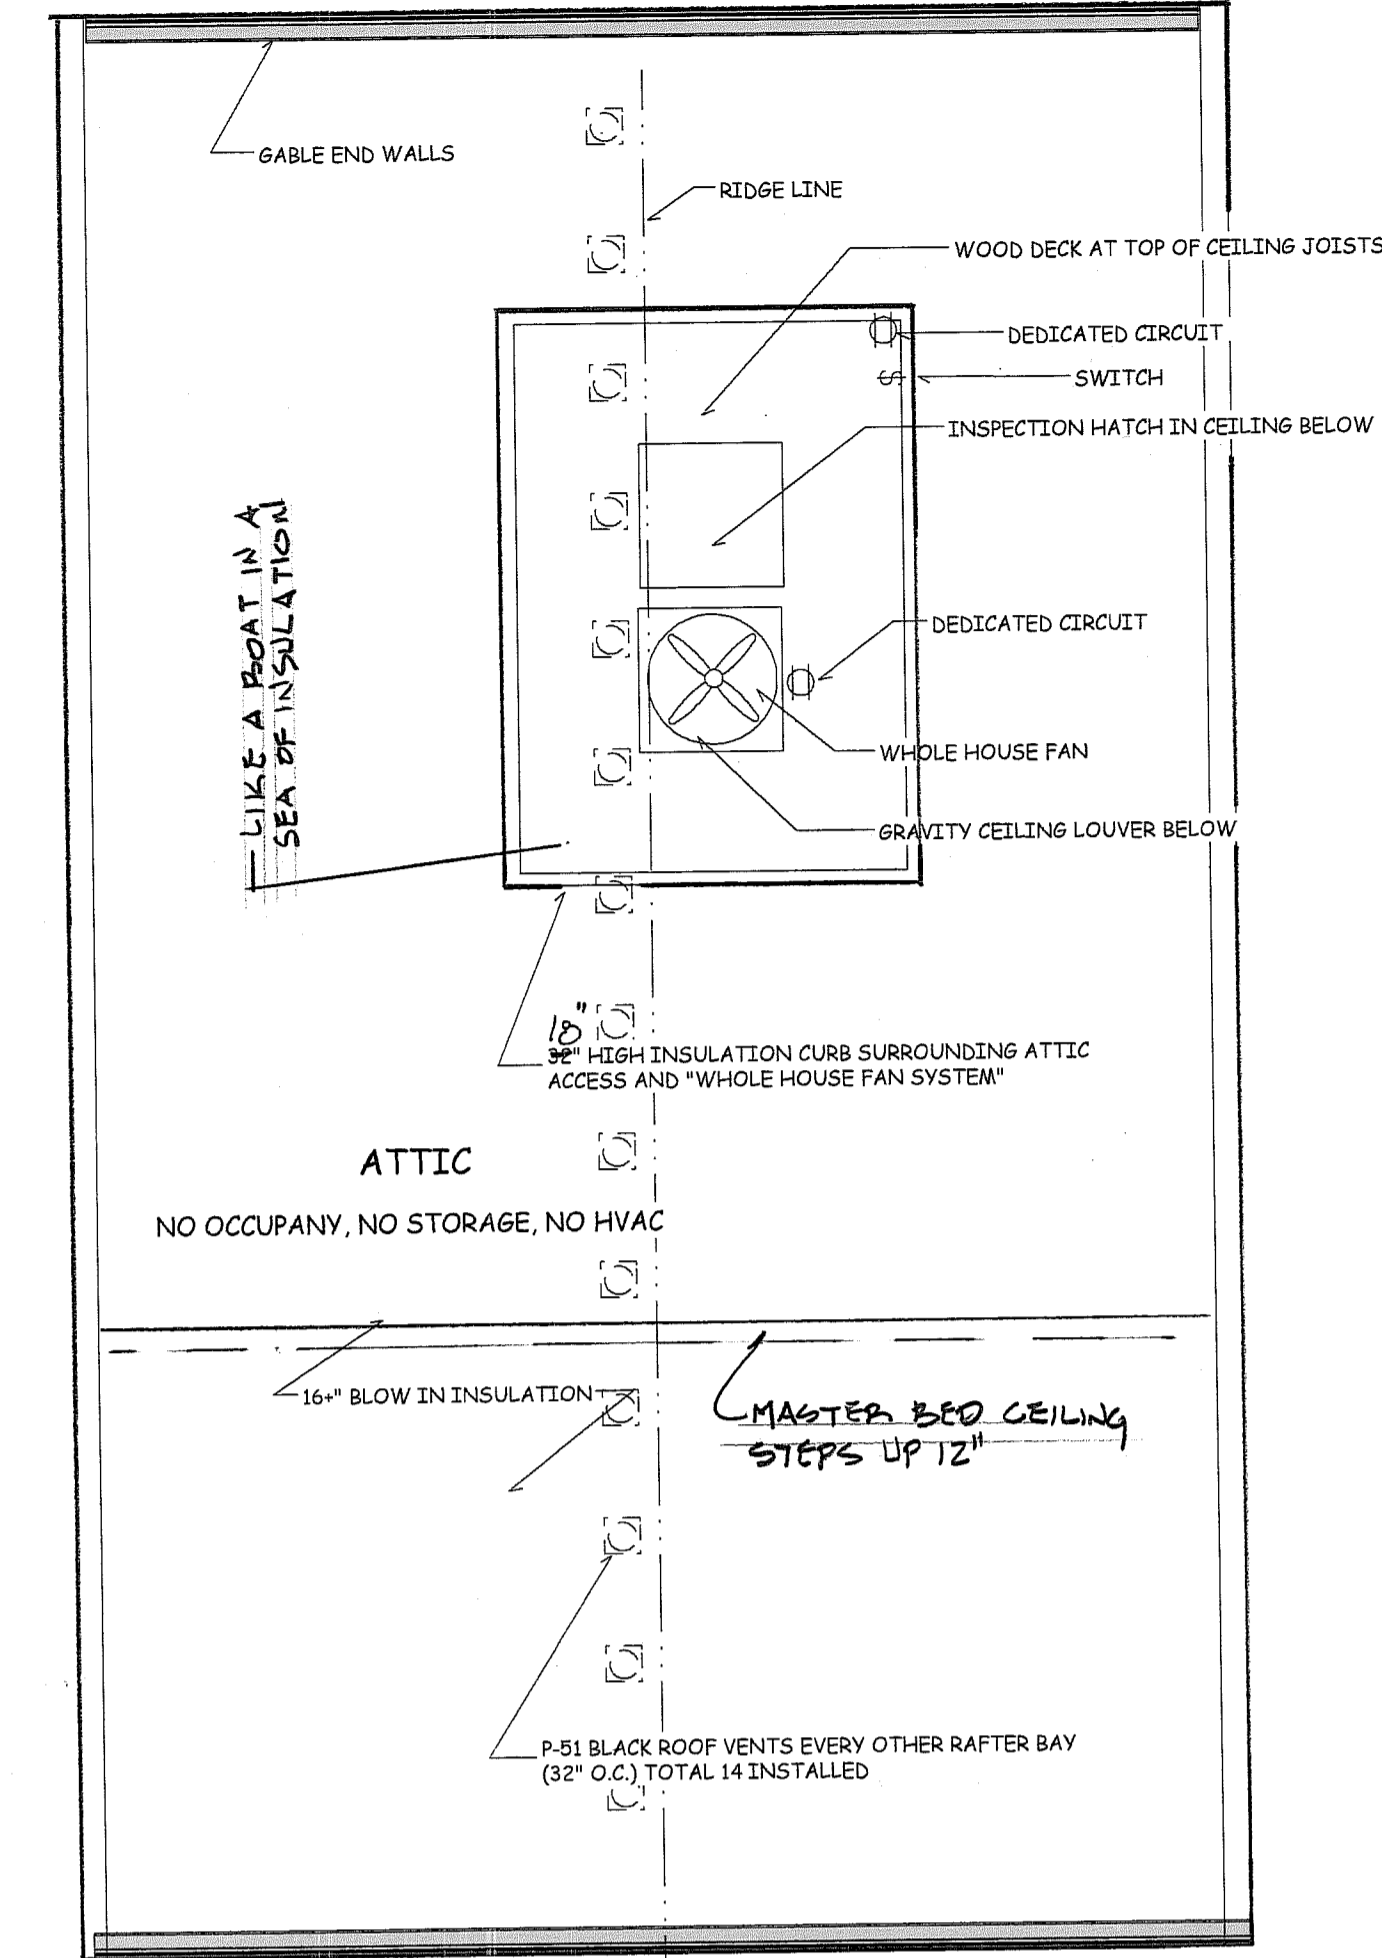 GABLE END WALLS
RIDGE LINE
WOOD DECK AT TOP OF CEILING JOISTS
DEDICATED CIRCUIT
$ SWITCH
INSPECTION HATCH IN CEILING BELOW
LIKE A BOAT IN A
SEA OF INSULATION
DEDICATED CIRCUIT
WHOLE HOUSE FAN
GRAVITY CEILING LOUVER BELOW
18"
32" HIGH INSULATION CURB SURROUNDING ATTIC
ACCESS AND "WHOLE HOUSE FAN SYSTEM"
ATTIC
NO OCCUPANY, NO STORAGE, NO HVAC
16+" BLOW IN INSULATION
MASTER BED CEILING
STEPS UP 12"
P-51 BLACK ROOF VENTS EVERY OTHER RAFTER BAY
(32" O.C.) TOTAL 14 INSTALLED